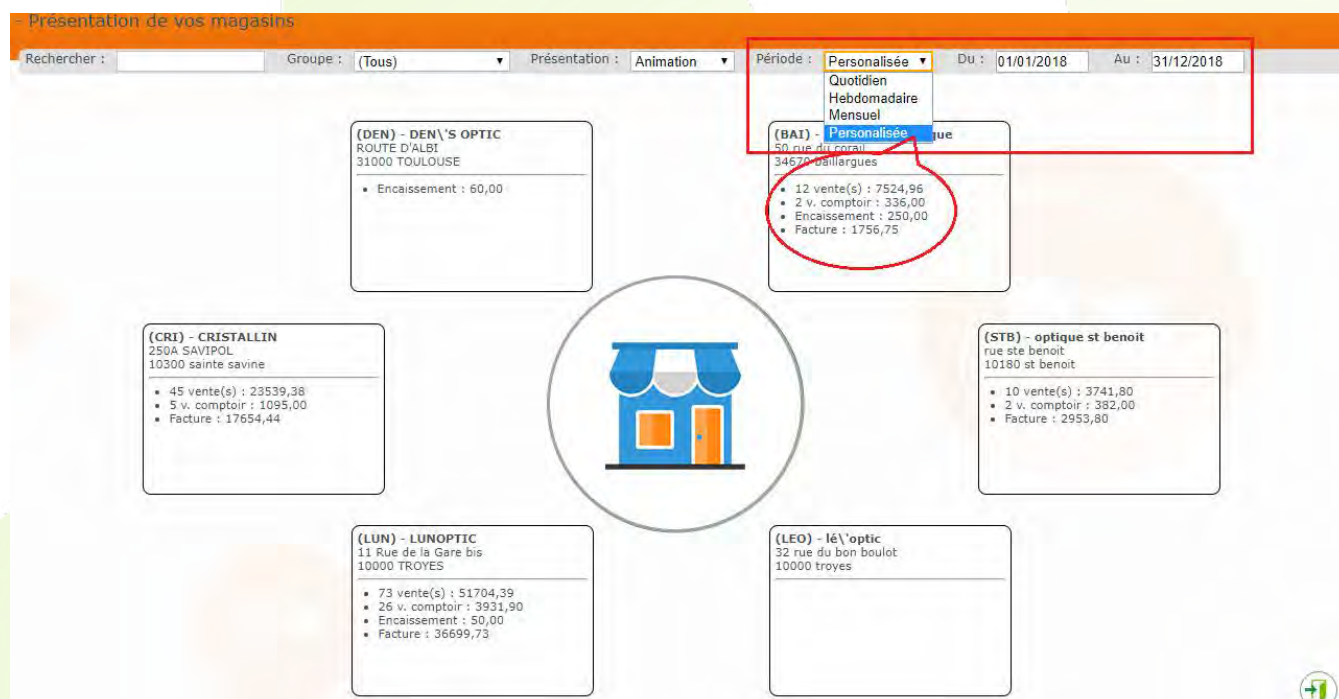 - Présentation de vos magasins
Rechercher : Groupe : (Tous) Présentation : Animation Période : Personalisée Du : 01/01/2018 Au : 31/12/2018
Quotidien
Hebdomadaire
Mensuel
Personalisée
(DEN) - DEN\'S OPTIC
ROUTE D'ALBI
31000 TOULOUSE
• Encaissement : 60,00
(BAI) - que
50 rue du corail
34670 baillargues
• 12 vente(s) : 7524,96
• 2 v. comptoir : 336,00
• Encaissement : 250,00
• Facture : 1756,75
(CRI) - CRISTALLIN
250A SAVIPOL
10300 sainte savine
• 45 vente(s) : 23539,38
• 5 v. comptoir : 1095,00
• Facture : 17654,44
(STB) - optique st benoit
rue ste benoit
10180 st benoit
• 10 vente(s) : 3741,80
• 2 v. comptoir : 382,00
• Facture : 2953,80
(LUN) - LUNOPTIC
11 Rue de la Gare bis
10000 TROYES
• 73 vente(s) : 51704,39
• 26 v. comptoir : 3931,90
• Encaissement : 50,00
• Facture : 36699,73
(LEO) - lé\'optic
32 rue du bon boulot
10000 troyes